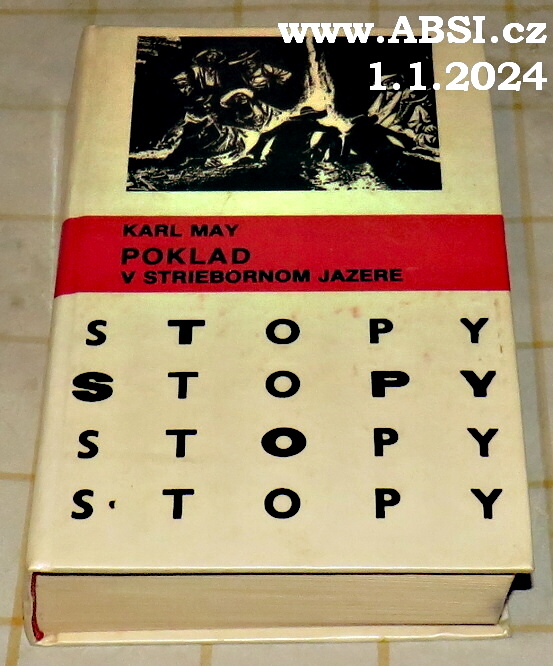 www.ABSI.cz
1.1.2024
KARL MAY
POKLAD
V STRIEBORNOM JAZERE
S T O P Y
S T O P Y
S T O P Y
S T O P Y